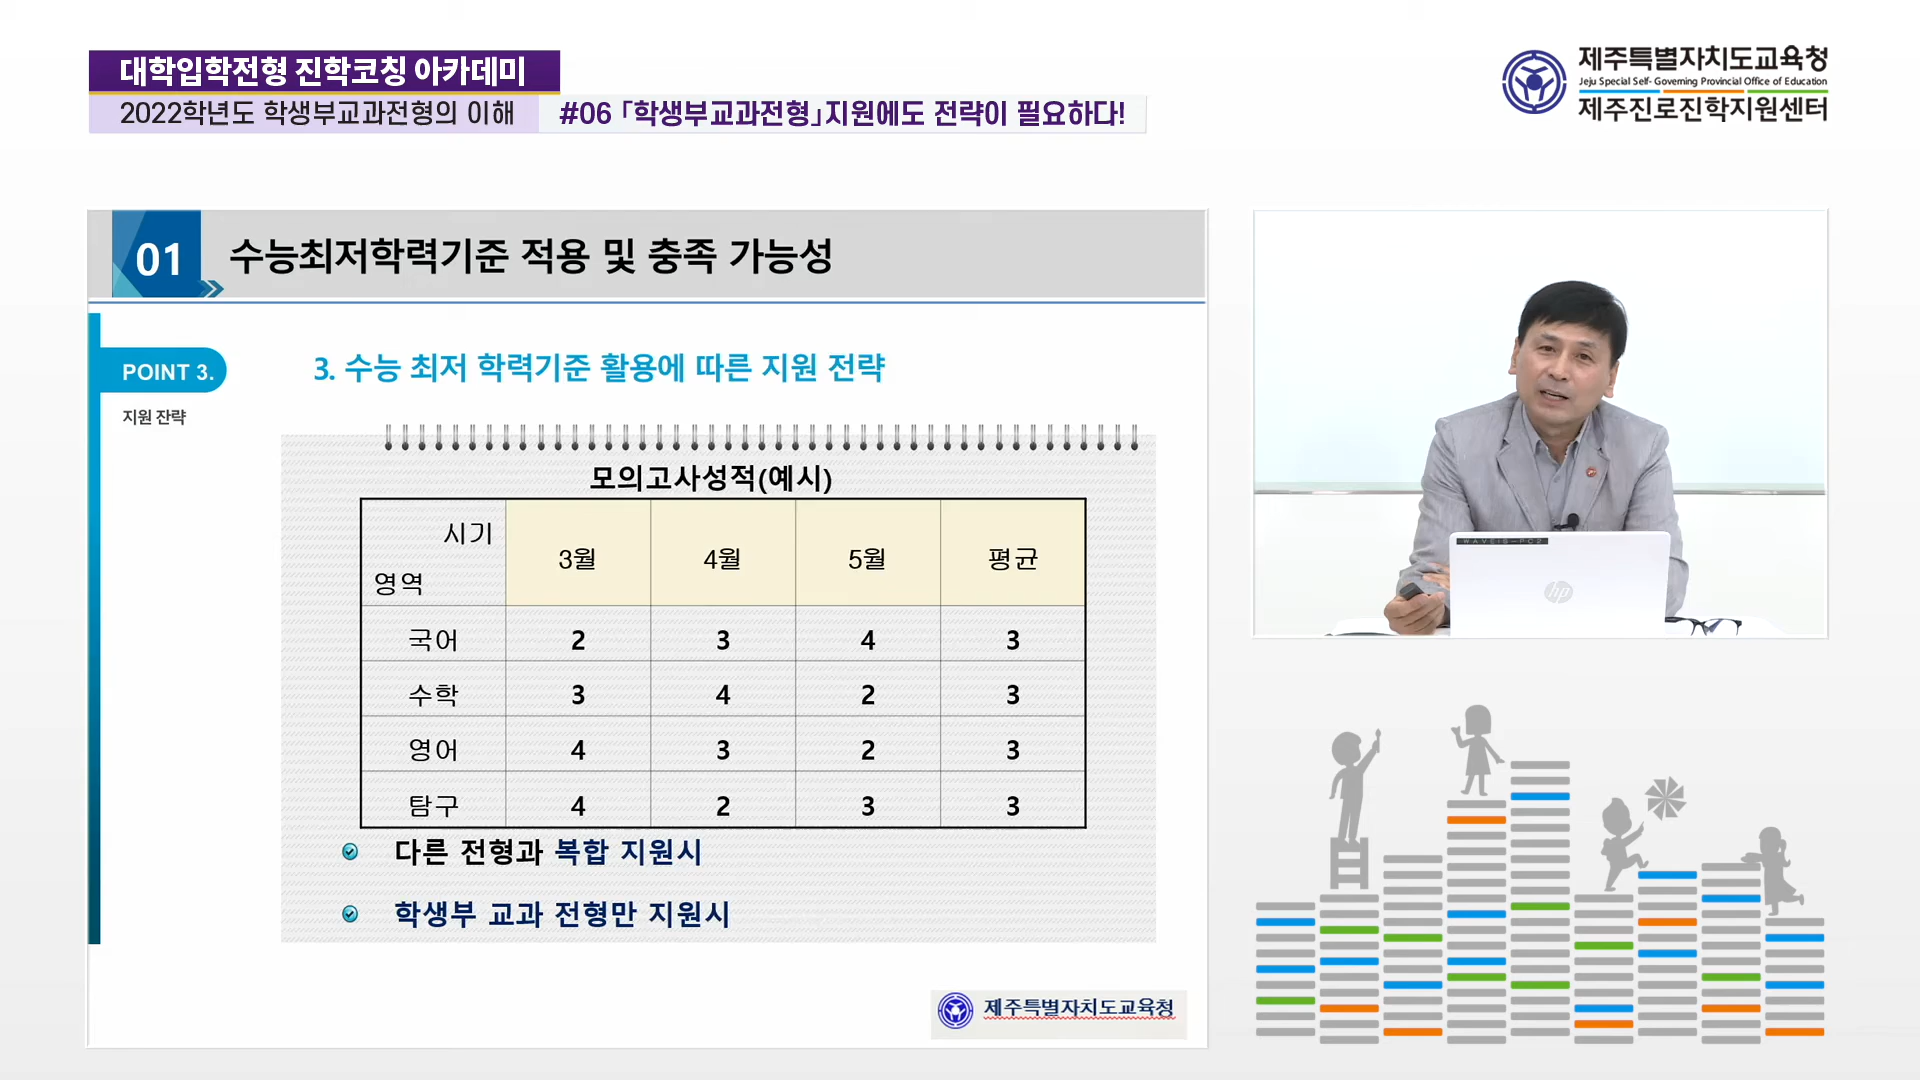 대학입학전형 진학코칭 아카데미
2022학년도 학생부교과전형의 이해
#06 「학생부교과전형」지원에도 전략이 필요하다!
제주특별자치도교육청
Jeju Special Self- Governing Provincial Office of Education
제주진로진학지원센터
01 수능최저학력기준 적용 및 충족 가능성
POINT 3.
지원 잔략
3. 수능 최저 학력기준 활용에 따른 지원 전략
모의고사성적(예시)
시기
영역
3월 4월 5월 평균
국어 2 3 4 3
수학 3 4 2 3
영어 4 3 2 3
탐구 4 2 3 3
다른 전형과 복합 지원시
학생부 교과 전형만 지원시
제주특별자치도교육청
WAVEIS-PC2
hp